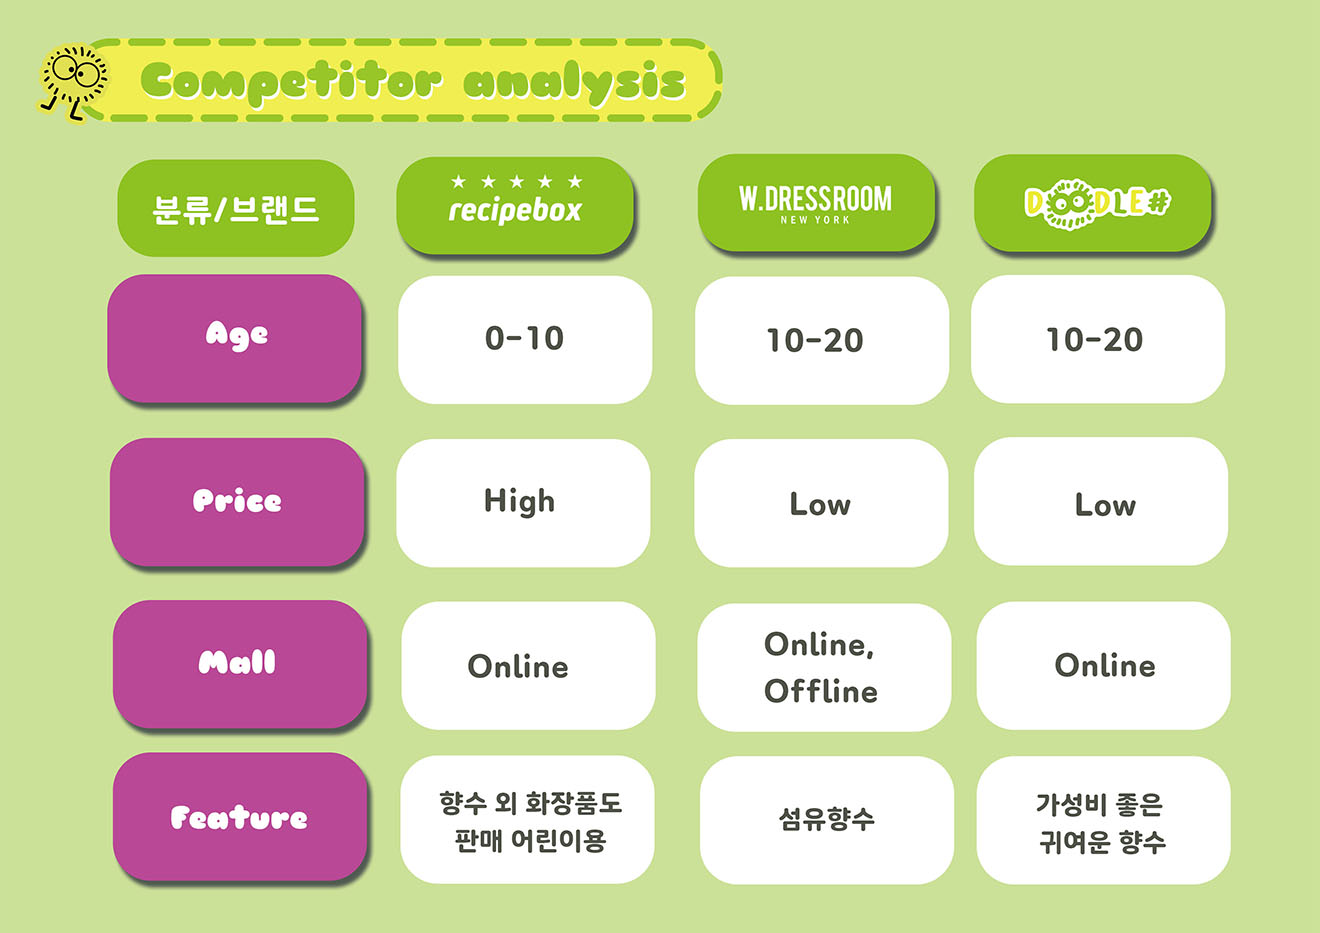 Competitor analysis
분류/브랜드
recipebox
W.DRESSROOM
NEW YORK
DOODLE#
Age
0-10
10-20
10-20
Price
High
Low
Low
Mall
Online
Online,
Offline
Online
Feature
향수 외 화장품도
판매 어린이용
섬유향수
가성비 좋은
귀여운 향수